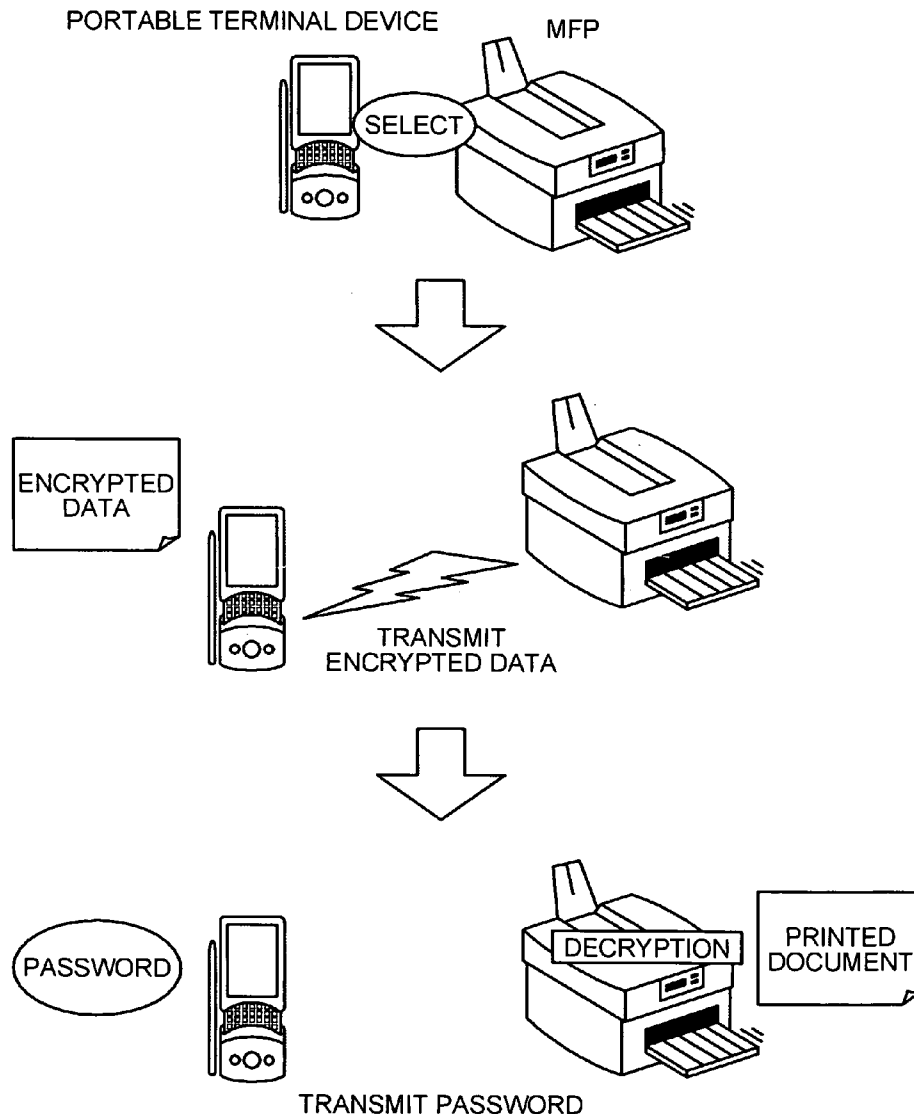 PORTABLE TERMINAL DEVICE
MFP
SELECT
ENCRYPTED
DATA
TRANSMIT
ENCRYPTED DATA
PASSWORD
DECRYPTION
PRINTED
DOCUMENT
TRANSMIT PASSWORD